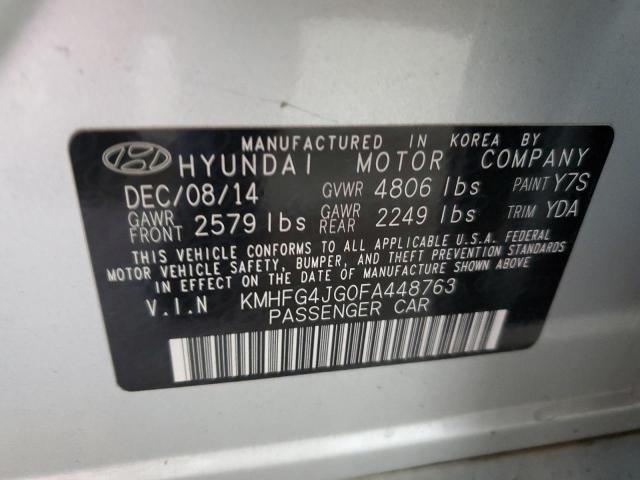 MANUFACTURED IN KOREA BY
HYUNDAI MOTOR COMPANY
DEC/08/14 GVWR 4806 lbs PAINT Y7S
GAWR FRONT 2579 lbs GAWR REAR 2249 lbs TRIM YDA
THIS VEHICLE CONFORMS TO ALL APPLICABLE U.S.A. FEDERAL
MOTOR VEHICLE SAFETY, BUMPER, AND THEFT PREVENTION STANDARDS
IN EFFECT ON THE DATE OF MANUFACTURE SHOWN ABOVE.
V.I.N KMHFG4JG0FA448763
PASSENGER CAR